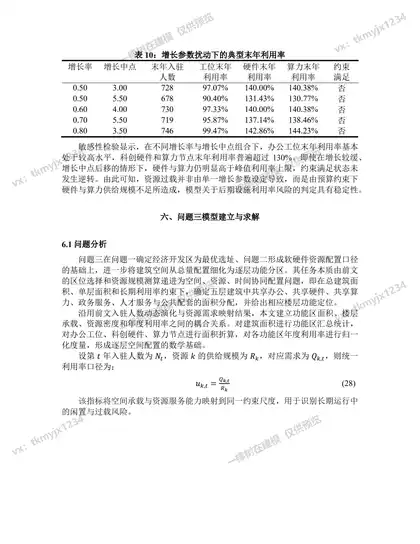 表 10：增长参数扰动下的典型末年利用率
增长率 增长中点 末年入驻人数 工位末年利用率 硬件末年利用率 算力末年利用率 约束满足
0.50 3.00 728 97.07% 140.00% 140.38% 否
0.50 5.50 678 90.40% 131.43% 130.77% 否
0.60 4.00 730 97.33% 140.00% 140.38% 否
0.70 5.50 719 95.87% 137.14% 138.46% 否
0.80 3.50 746 99.47% 142.86% 144.23% 否
敏感性检验显示，在不同增长率与增长中点组合下，办公工位末年利用率基本
处于较高水平，科创硬件和算力节点末年利用率普遍超过 130%。即使在增长较缓、
增长中点后移的情形下，硬件与算力仍明显高于峰值利用率上限，约束满足状态未
发生逆转。由此可知，资源过载并非由单一增长参数设定导致，而是由预算约束下
硬件与算力供给规模不足所造成，模型关于后期设施利用风险的判定具有稳定性。
六、问题三模型建立与求解
6.1 问题分析
问题三在问题一确定经济开发区为最优选址、问题二形成软硬件资源配置口径
的基础上，进一步将建筑空间从总量配置细化为逐层功能分区。其任务本质由前文
的区位选择和资源规模测算递进为空间、资源、时间协同配置问题，即在总建筑面
积、单层面积和长期利用率约束下，确定五层建筑中共享办公、共享硬件、共享算
力、政务服务、人才服务与公共配套的面积分配，并给出相应楼层功能定位。
沿用前文入驻人数动态演化与资源需求映射结果，本文建立功能区面积、楼层
承载、资源密度和年度利用率之间的耦合关系。对建筑面积进行功能区汇总统计，
对办公工位、科创硬件、算力节点进行面积折算，对各功能区年度利用率进行归一
化度量，形成逐层空间配置的数学基础。
设第 t 年入驻人数为 N_t，资源 k 的供给规模为 R_k，对应需求为 Q_{k,t}，则统一
利用率口径为：
u_{k,t} = Q_{k,t}/R_k (28)
该指标将空间承载与资源服务能力映射到同一约束尺度，用于识别长期运行中
的闲置与过载风险。
vx: tkmyjx1234
一棵树在建模 仅供预览